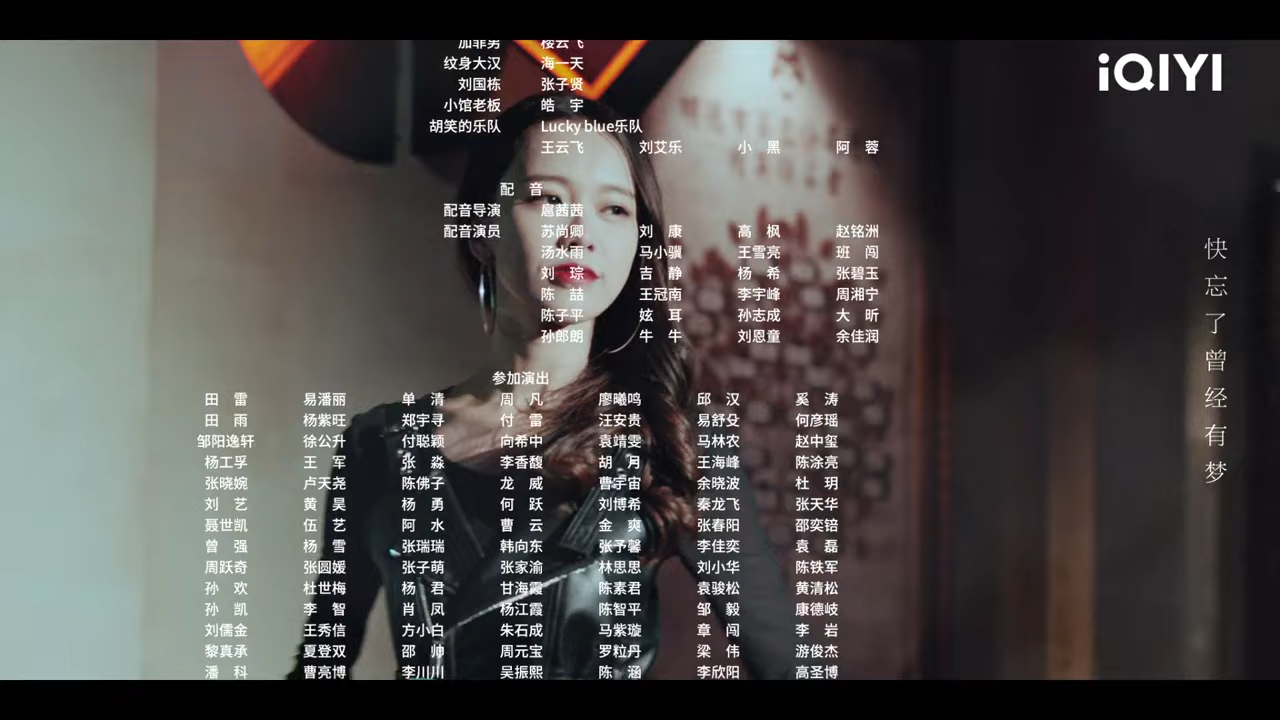 加菲男 楼云飞
iQIYI
纹身大汉 海一天
刘国栋 张子贤
小馆老板 皓 宇
胡笑的乐队 Lucky blue乐队
王云飞 刘艾乐 小 黑 阿 蓉
配 音
配音导演 扈茜茜
配音演员 苏尚卿 刘 康 高 枫 赵铭洲
汤水雨 马小骥 王雪亮 班 闯
刘 琮 吉 静 杨 希 张碧玉
陈 喆 王冠南 李宇峰 周湘宁
陈子平 妶 耳 孙志成 大 昕
孙郎朗 牛 牛 刘恩童 余佳润
快忘了曾经有梦
参加演出
田 雷 易潘丽 单 清 周 凡 廖曦鸣 邱 汉 奚 涛
田 雨 杨紫旺 郑宇寻 付 雷 汪安贵 易舒殳 何彦瑶
邹阳逸轩 徐公升 付聪颖 向希中 袁靖雯 马林农 赵中玺
杨工孚 王 军 张 淼 李香馥 胡 月 王海峰 陈涂亮
张晓婉 卢天尧 陈佛子 龙 威 曹宇宙 余晓波 杜 玥
刘 艺 黄 昊 杨 勇 何 跃 刘博希 秦龙飞 张天华
聂世凯 伍 艺 阿 水 曹 云 金 爽 张春阳 邵奕锫
曾 强 杨 雪 张瑞瑞 韩向东 张予馨 李佳奕 袁 磊
周跃奇 张圆媛 张子萌 张家渝 林思思 刘小华 陈铁军
孙 欢 杜世梅 杨 君 甘海霞 陈素君 袁骏松 黄清松
孙 凯 李 智 肖 凤 杨江霞 陈智平 邹 毅 康德岐
刘儒金 王秀信 方小白 朱石成 马紫璇 章 闯 李 岩
黎真承 夏登双 邵 帅 周元宝 罗粒丹 梁 伟 游俊杰
潘 科 曹亮博 李川川 吴振熙 陈 涵 李欣阳 高圣博